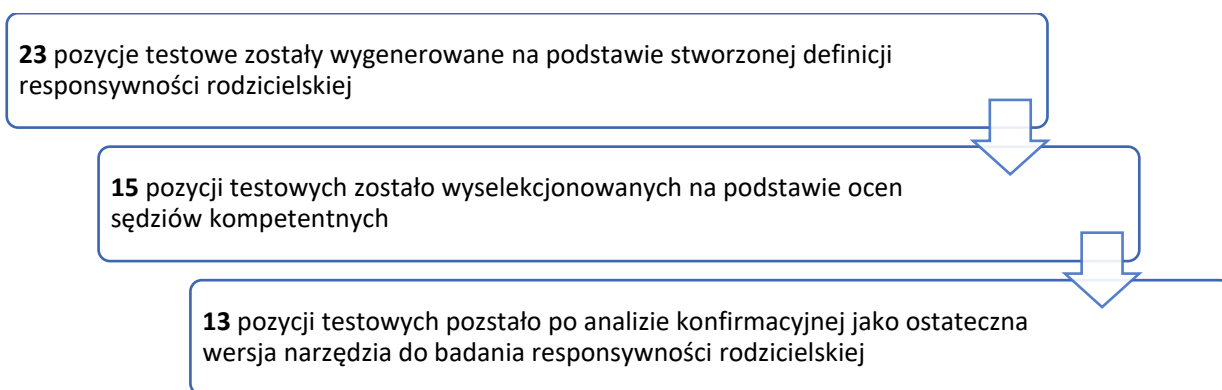 23 pozycje testowe zostały wygenerowane na podstawie stworzonej definicji
responsywności rodzicielskiej
15 pozycji testowych zostało wyselekcjonowanych na podstawie ocen
sędziów kompetentnych
13 pozycji testowych pozstało po analizie konfirmacyjnej jako ostateczna
wersja narzędzia do badania responsywności rodzicielskiej